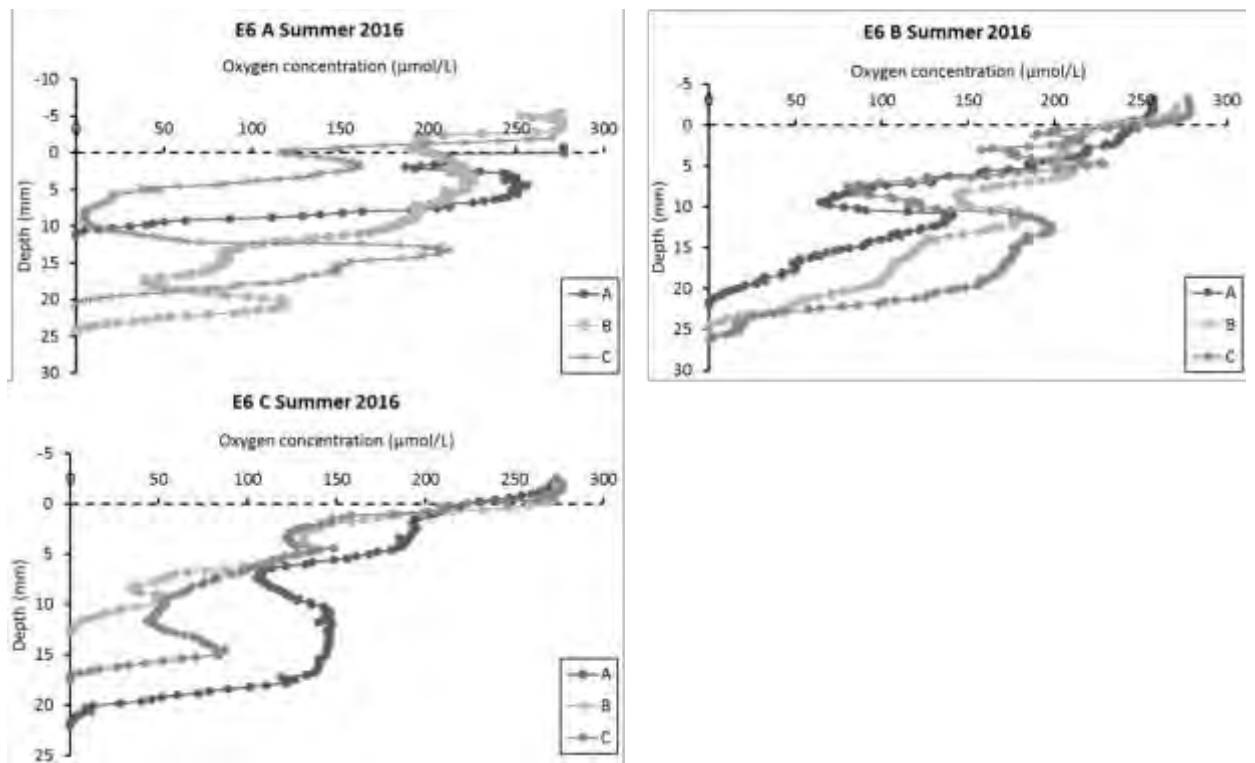 E6 A Summer 2016
Oxygen concentration (µmol/L)
-10
-5
0 50 100 150 200 250 300
0
5
10
15
20
25
30
Depth (mm)
A
B
C
E6 B Summer 2016
Oxygen concentration (µmol/L)
-5
0 50 100 150 200 250 300
0
5
10
15
20
25
30
Depth (mm)
A
B
C
E6 C Summer 2016
Oxygen concentration (µmol/L)
-5
0 50 100 150 200 250 300
0
5
10
15
20
25
Depth (mm)
A
B
C